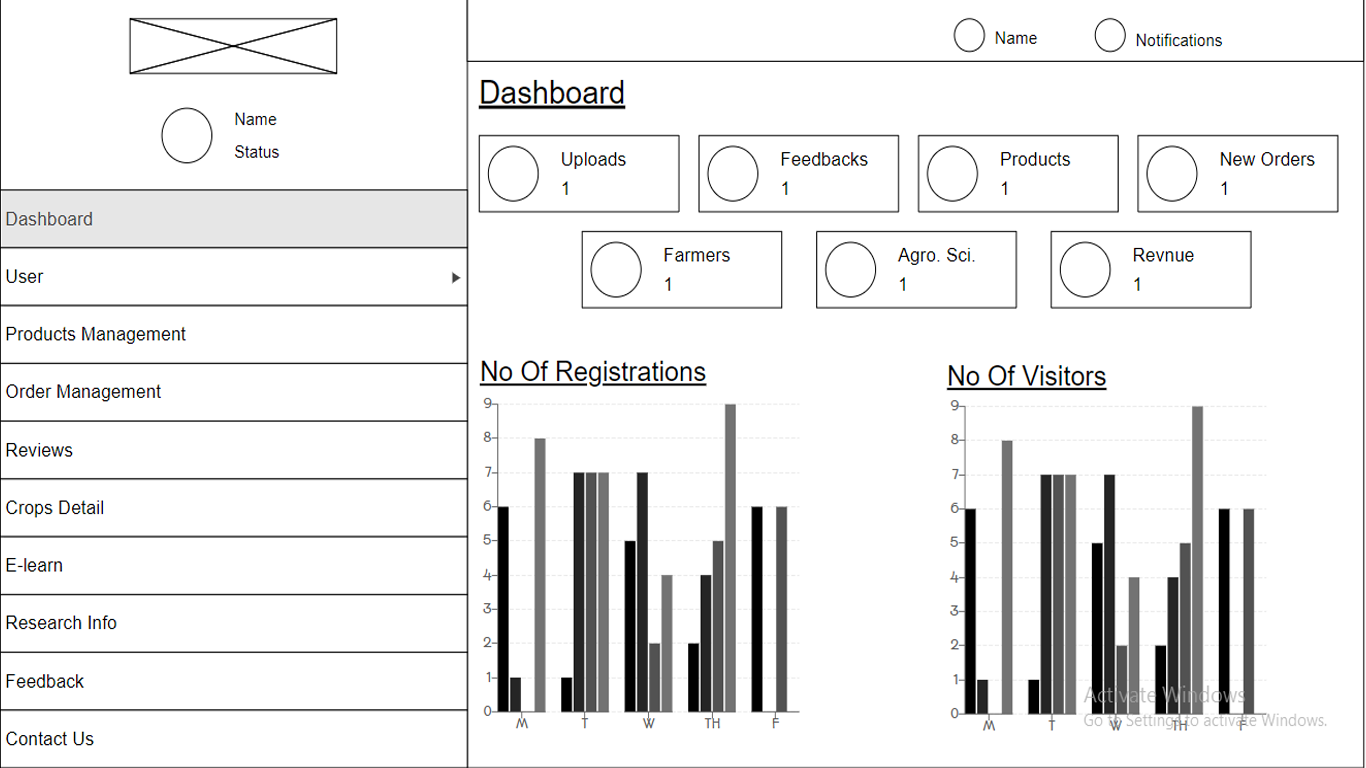 Name
Notifications
Name
Status
Dashboard
User
Products Management
Order Management
Reviews
Crops Detail
E-learn
Research Info
Feedback
Contact Us
Dashboard
Uploads
1
Feedbacks
1
Products
1
New Orders
1
Farmers
1
Agro. Sci.
1
Revnue
1
No Of Registrations
9
8
7
6
5
4
3
2
1
0
M T W TH F
No Of Visitors
9
8
7
6
5
4
3
2
1
0
M T W TH F
Activate Windows
Go to Settings to activate Windows.